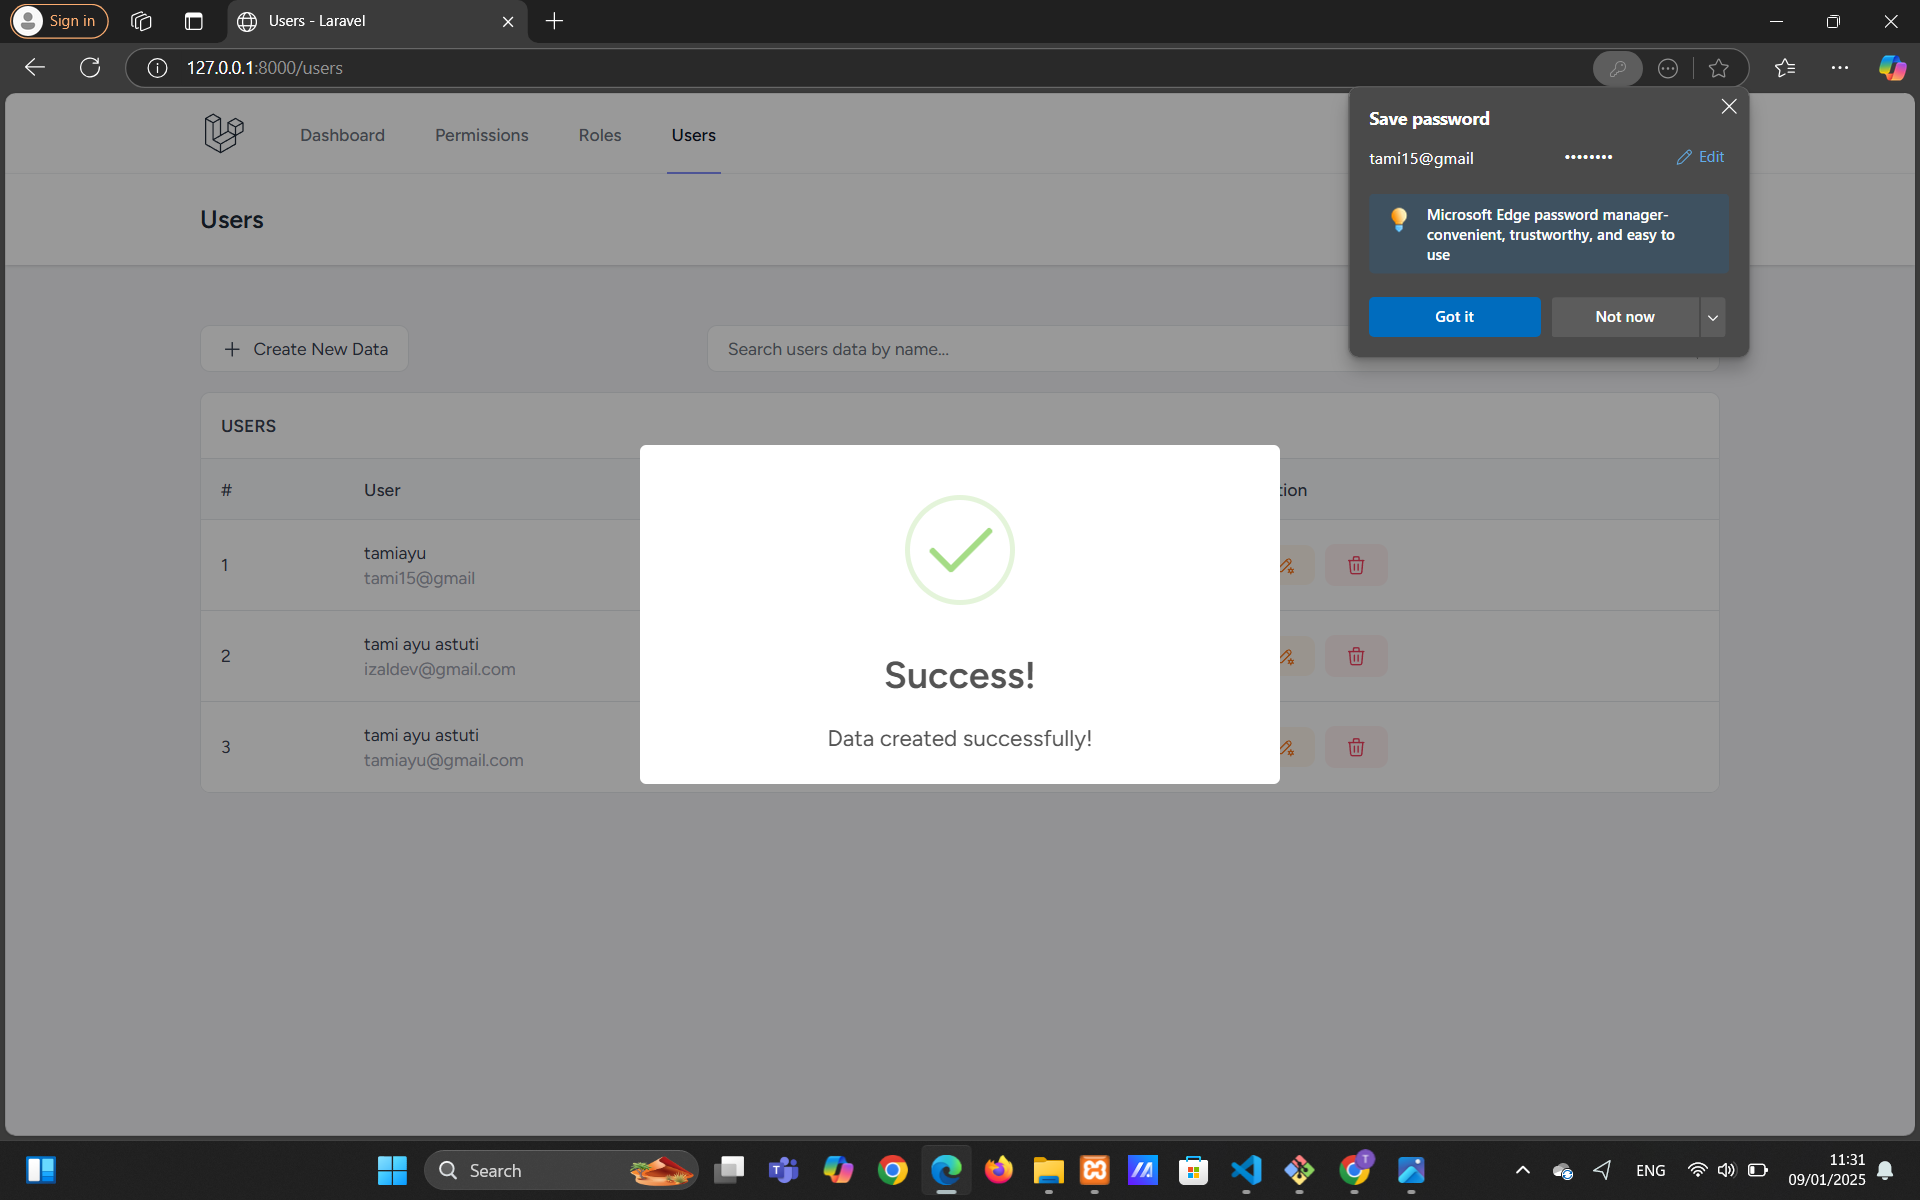 Sign in
Users - Laravel
127.0.0.1:8000/users
Dashboard
Permissions
Roles
Users
Save password
tami15@gmail
••••••••
Edit
Microsoft Edge password manager-
convenient, trustworthy, and easy to
use
Got it
Not now
Users
Create New Data
Search users data by name...
USERS
#
User
tion
1
tamiayu
tami15@gmail
2
tami ayu astuti
izaldev@gmail.com
3
tami ayu astuti
tamiayu@gmail.com
Success!
Data created successfully!
Search
T
ENG
11:31
09/01/2025